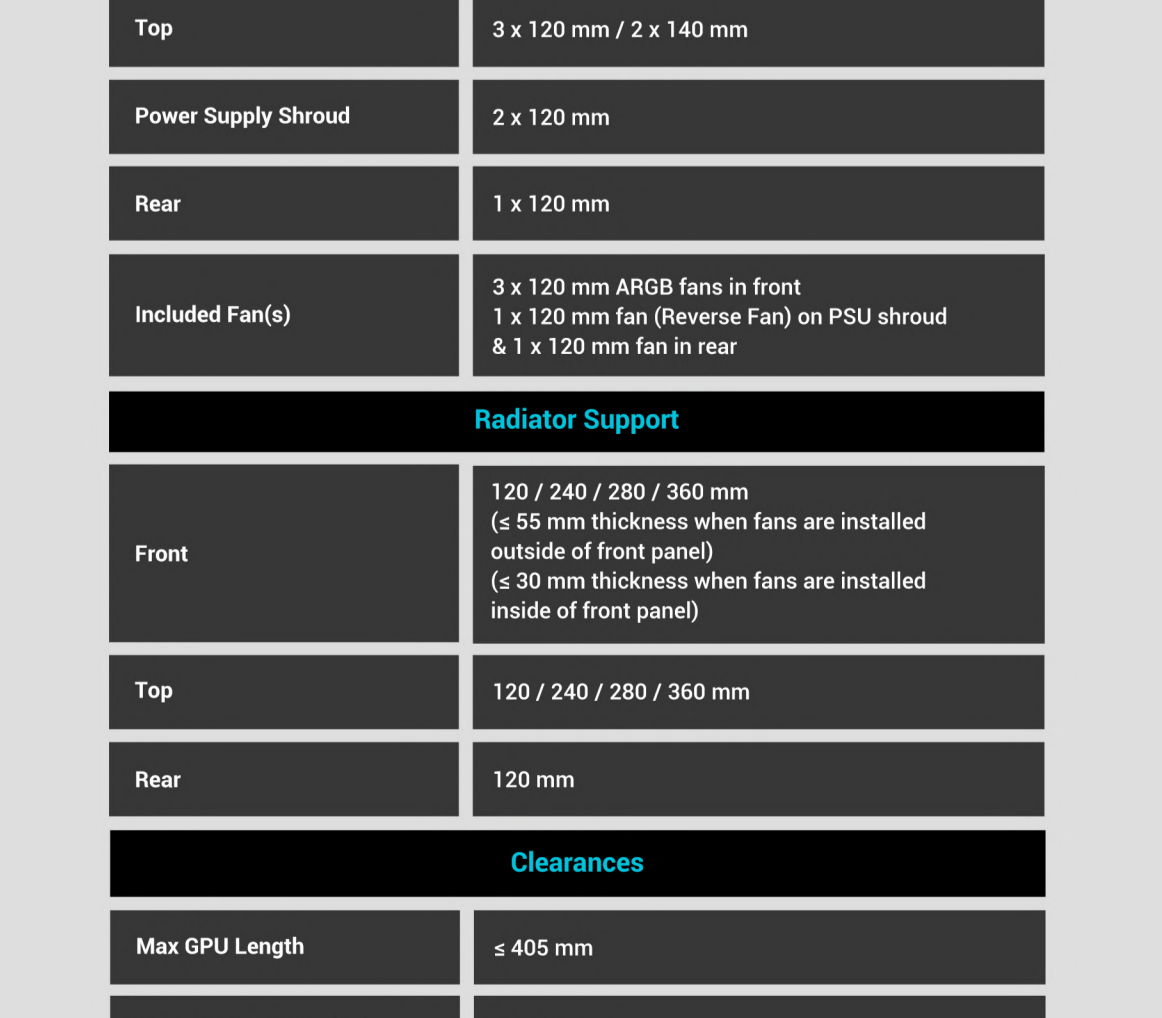 Top
3 x 120 mm / 2 x 140 mm
Power Supply Shroud
2 x 120 mm
Rear
1 x 120 mm
Included Fan(s)
3 x 120 mm ARGB fans in front
1 x 120 mm fan (Reverse Fan) on PSU shroud
& 1 x 120 mm fan in rear
Radiator Support
Front
120 / 240 / 280 / 360 mm
(≤ 55 mm thickness when fans are installed
outside of front panel)
(≤ 30 mm thickness when fans are installed
inside of front panel)
Top
120 / 240 / 280 / 360 mm
Rear
120 mm
Clearances
Max GPU Length
≤ 405 mm